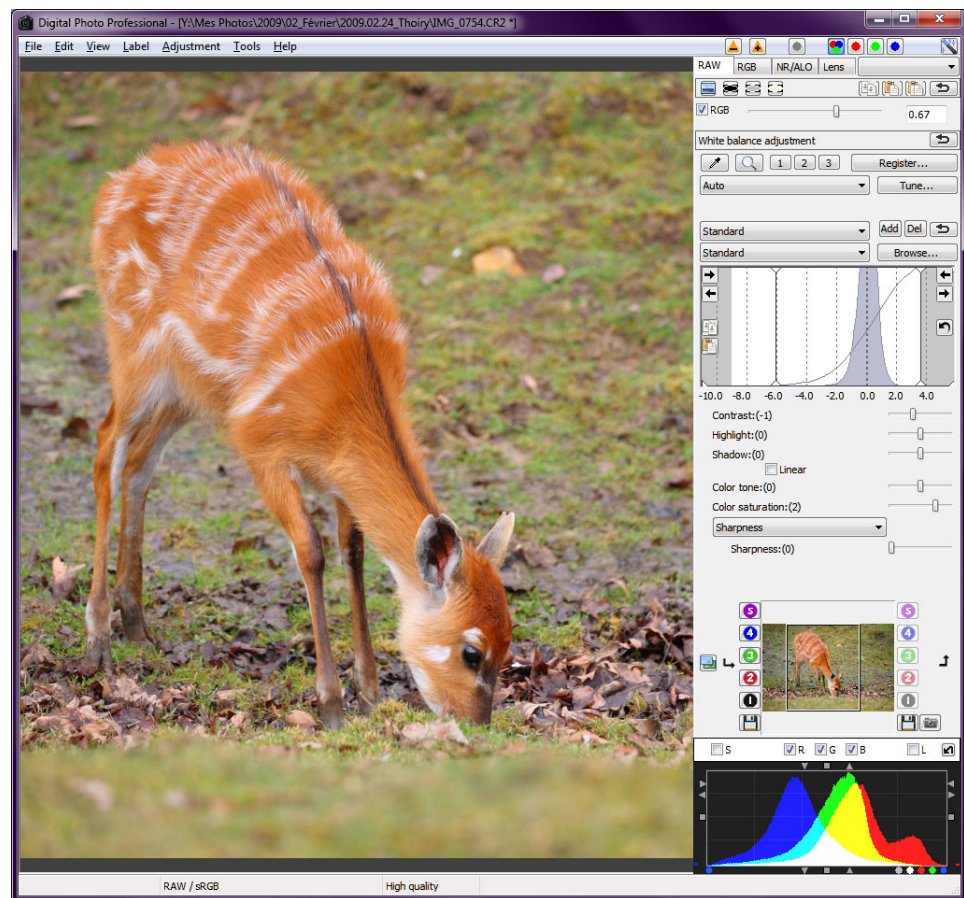 Digital Photo Professional - [Y:\Mes Photos\2009\02_Février\2009.02.24_Thoiry\IMG_0754.CR2 *]
File Edit View Label Adjustment Tools Help
RAW RGB NR/ALO Lens
RGB 0.67
White balance adjustment
1 2 3 Register...
Auto Tune...
Standard Add Del
Standard Browse...
-10.0 -8.0 -6.0 -4.0 -2.0 0.0 2.0 4.0
Contrast:(-1)
Highlight:(0)
Shadow:(0)
Linear
Color tone:(0)
Color saturation:(2)
Sharpness
Sharpness:(0)
S S
4 4
3 3
2 2
1 1
S R G B L
RAW / sRGB High quality